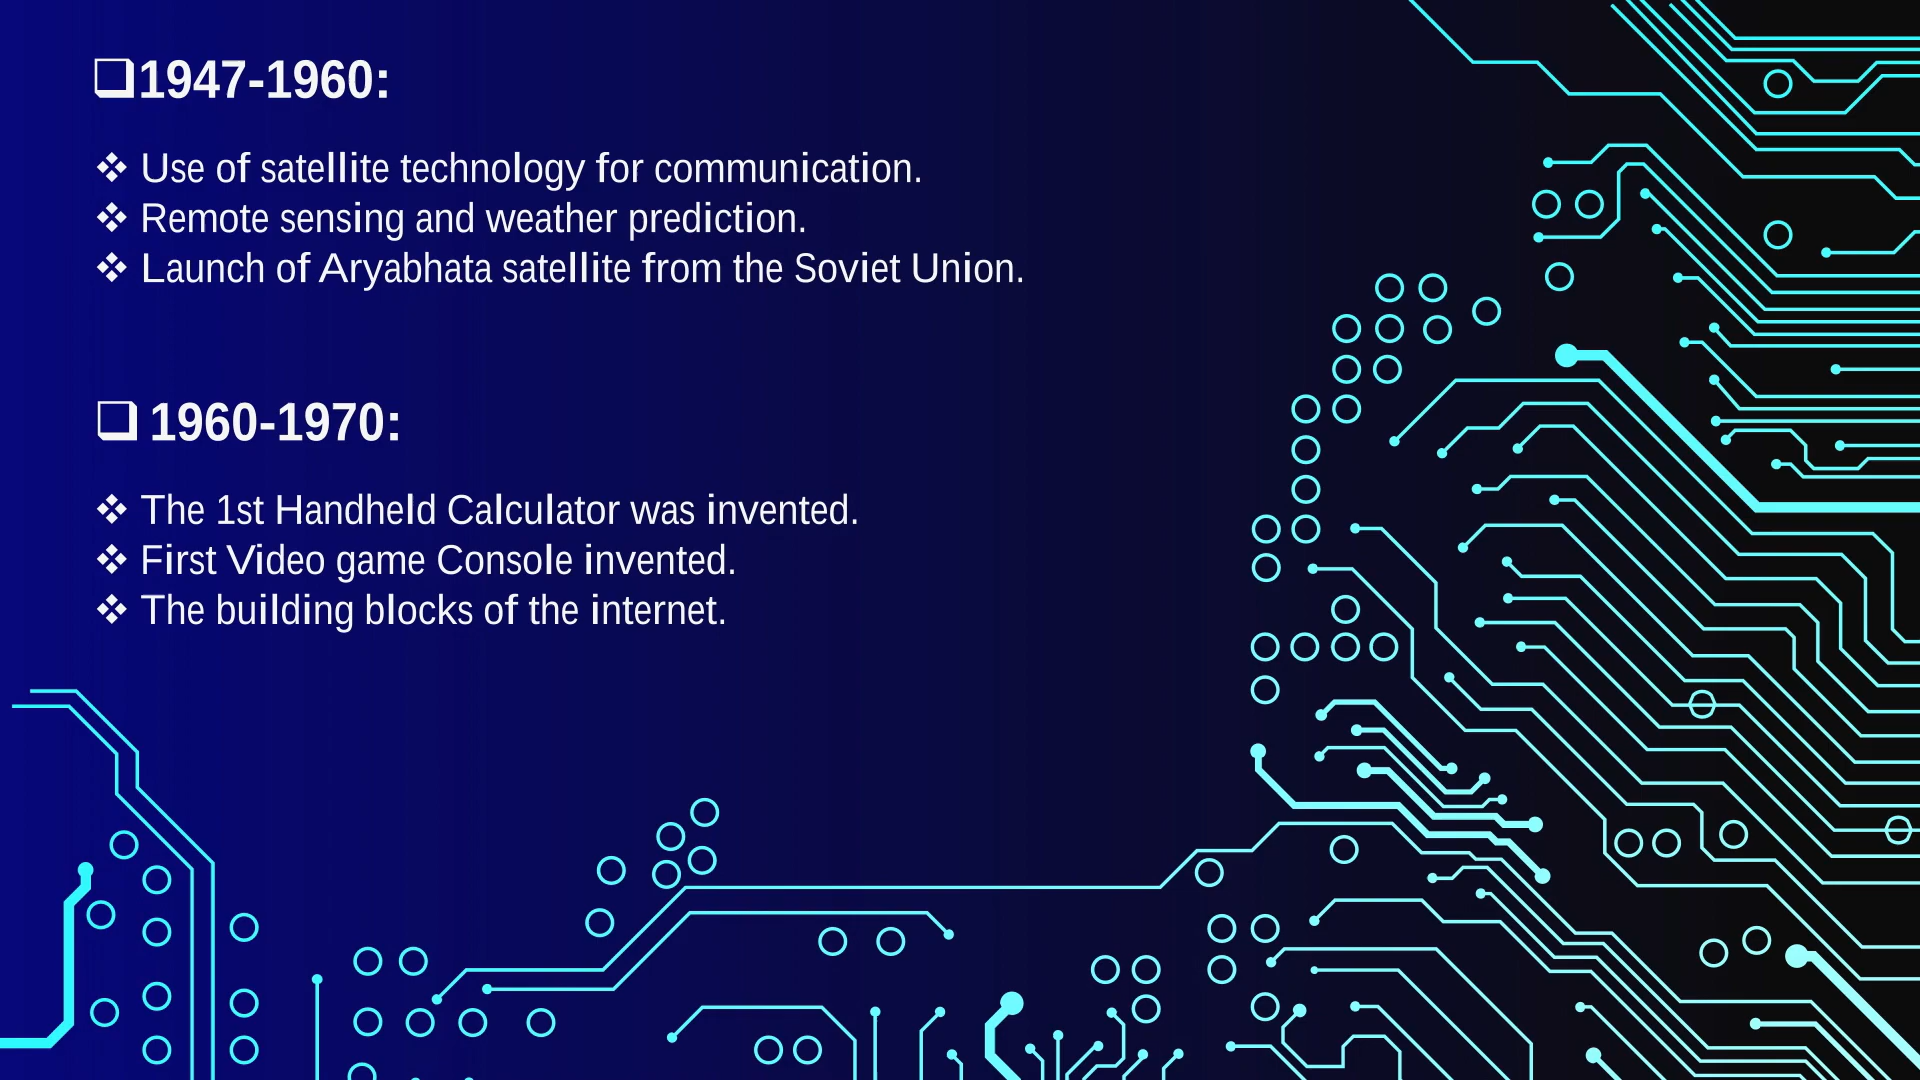 ❑1947-1960:
❖ Use of satellite technology for communication.
❖ Remote sensing and weather prediction.
❖ Launch of Aryabhata satellite from the Soviet Union.
❑ 1960-1970:
❖ The 1st Handheld Calculator was invented.
❖ First Video game Console invented.
❖ The building blocks of the internet.